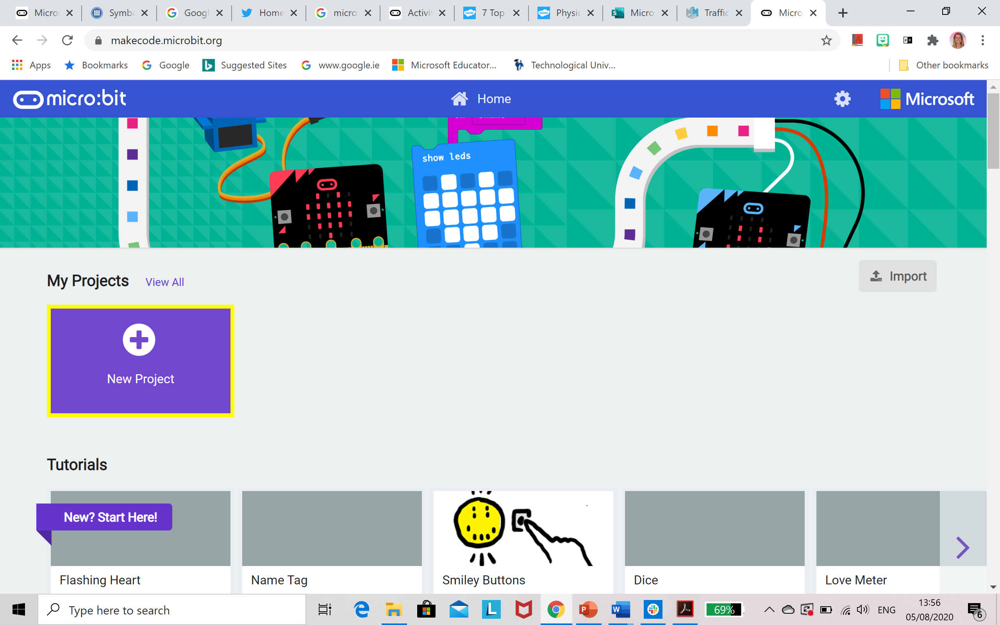 Micro Symba Googl Home micro Activi 7 Top Physic Micro Traffic Micro
makecode.microbit.org
Apps Bookmarks Google Suggested Sites www.google.ie Microsoft Educator... Technological Univ... Other bookmarks
micro:bit Home Microsoft
show leds
My Projects View All Import
New Project
Tutorials
New? Start Here!
Flashing Heart Name Tag Smiley Buttons Dice Love Meter
Type here to search 69% ENG 13:56
05/08/2020 6